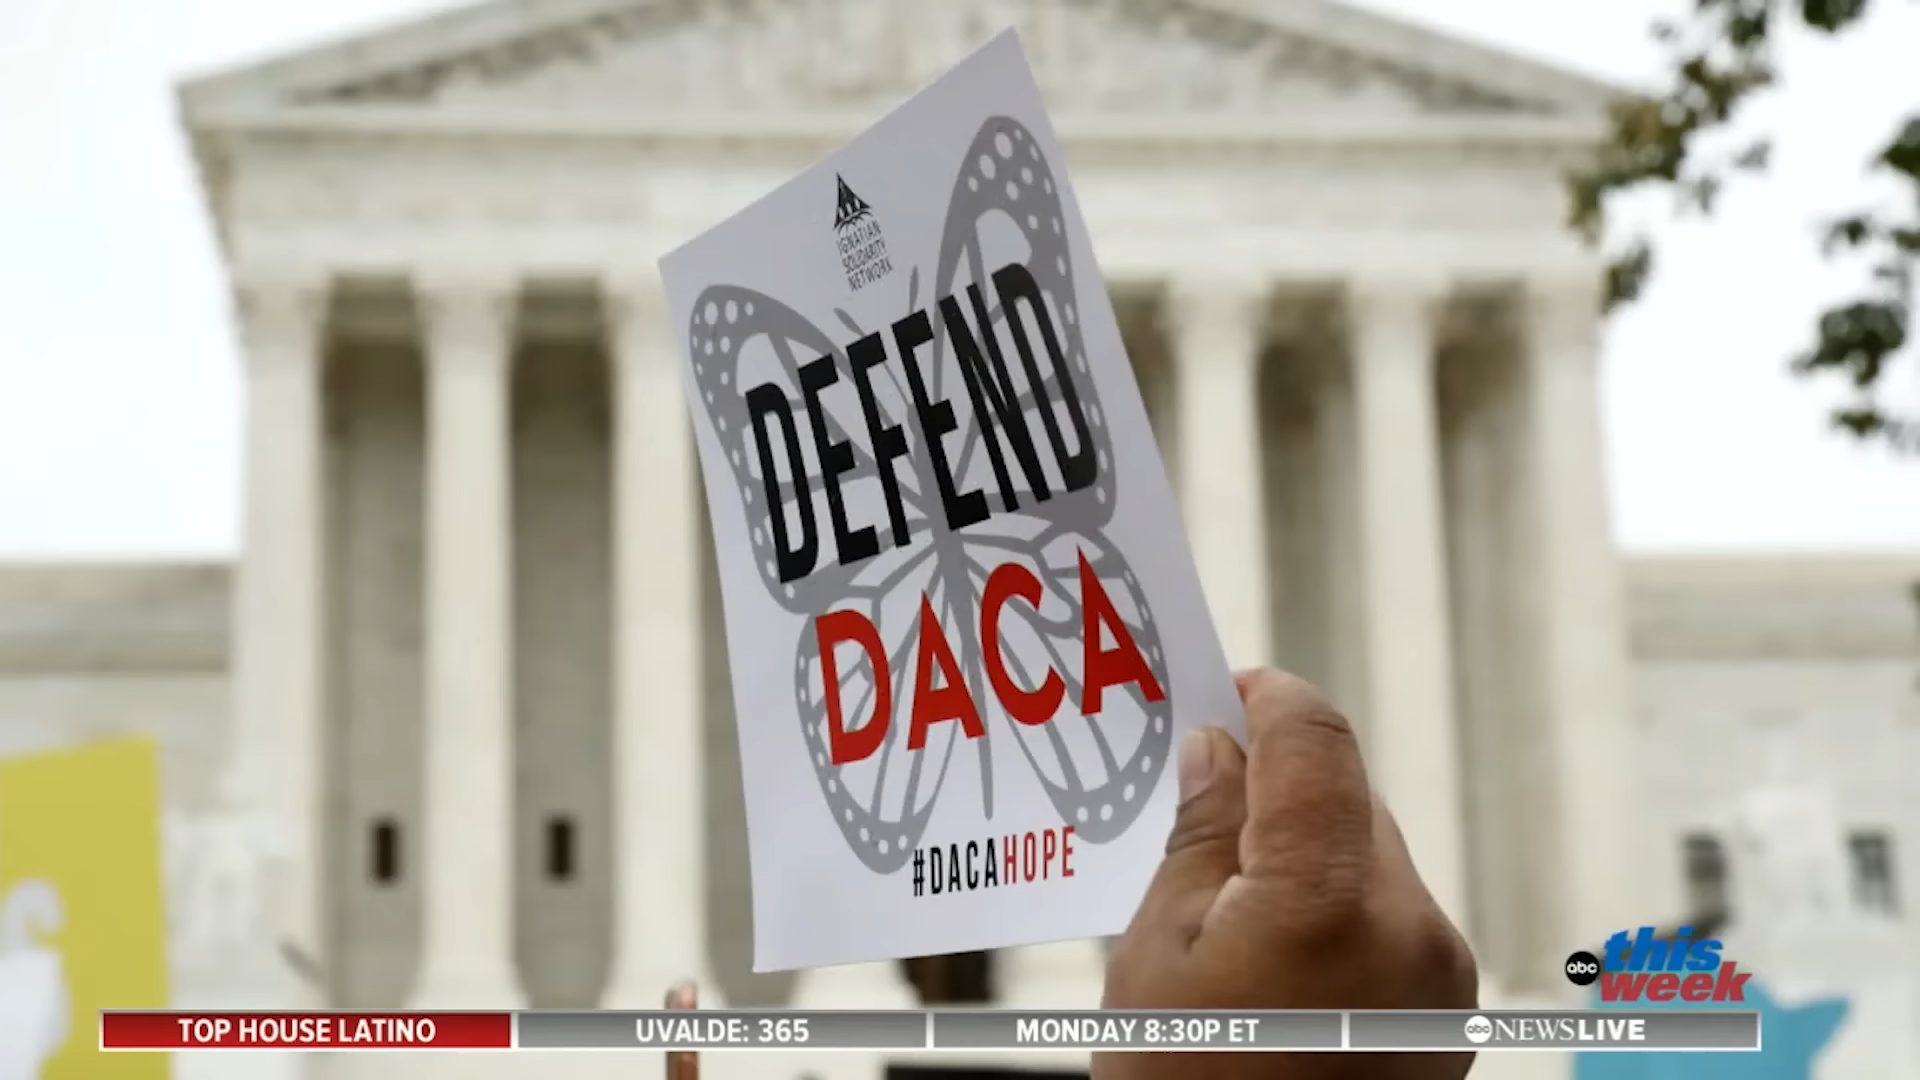 IGNATIAN
SOLIDARITY
NETWORK
DEFEND
DACA
#DACAHOPE
abc this
week
TOP HOUSE LATINO
UVALDE: 365
MONDAY 8:30P ET
abc NEWS LIVE